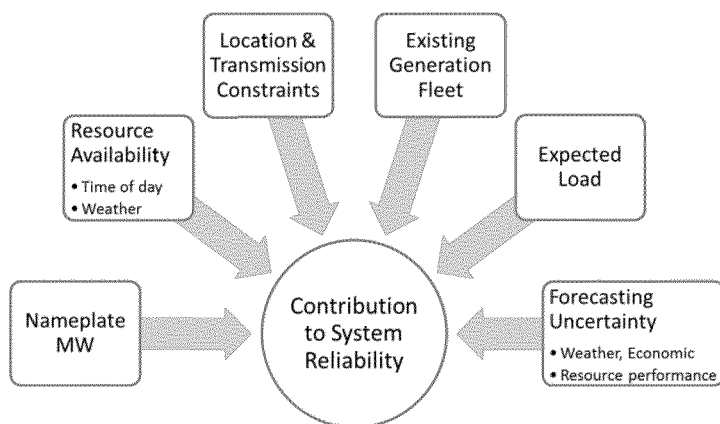 Location &
Transmission
Constraints
Existing
Generation
Fleet
Resource
Availability
• Time of day
• Weather
Expected
Load
Nameplate
MW
Contribution
to System
Reliability
Forecasting
Uncertainty
• Weather, Economic
• Resource performance